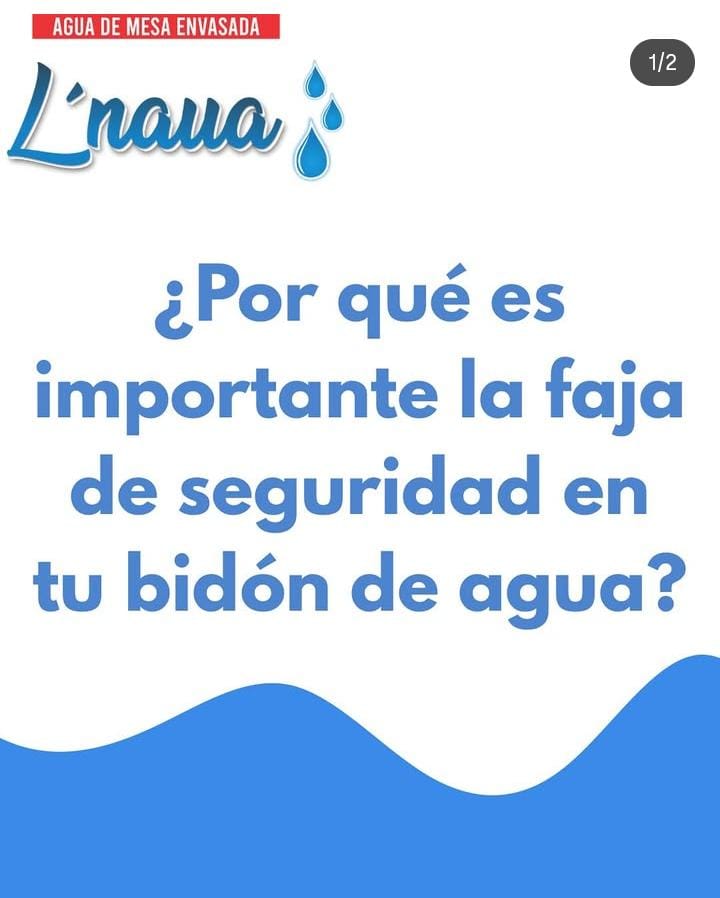 AGUA DE MESA ENVASADA
1/2
L'naua
¿Por qué es
importante la faja
de seguridad en
tu bidón de agua?